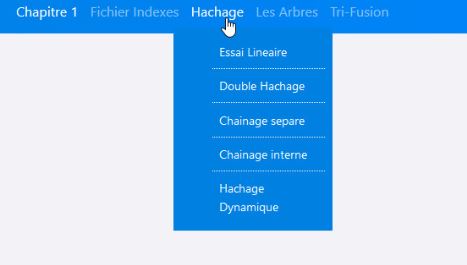 Chapitre 1 Fichier Indexes Hachage Les Arbres Tri-Fusion
Essai Lineaire
Double Hachage
Chainage separe
Chainage interne
Hachage
Dynamique